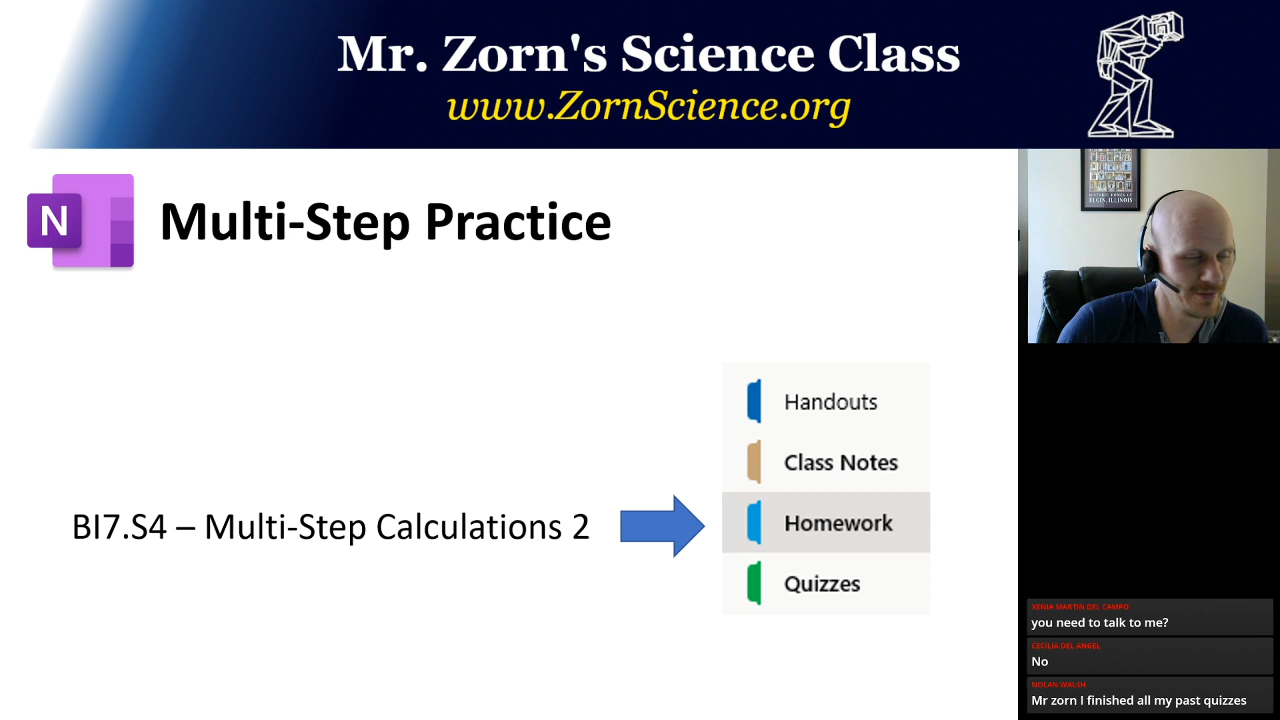 Mr. Zorn's Science Class
www.ZornScience.org
N
Multi-Step Practice
Handouts
Class Notes
BI7.S4 – Multi-Step Calculations 2
Homework
Quizzes
ELGIN, ILLINOIS
XENIA MARTIN DEL CAMPO
you need to talk to me?
CECILIA DEL ANGEL
No
NOLAN WALSH
Mr zorn I finished all my past quizzes